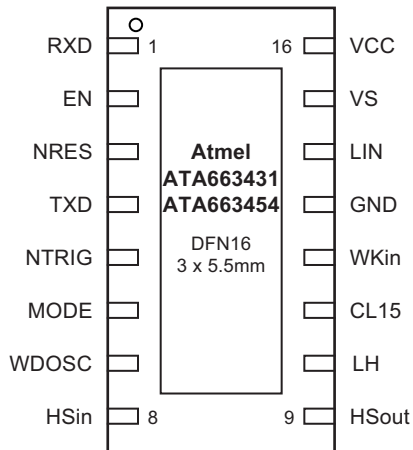 RXD 1 16 VCC
EN VS
NRES LIN
TXD GND
NTRIG WKin
MODE CL15
WDOSC LH
HSin 8 9 HSout
Atmel
ATA663431
ATA663454
DFN16
3 x 5.5mm